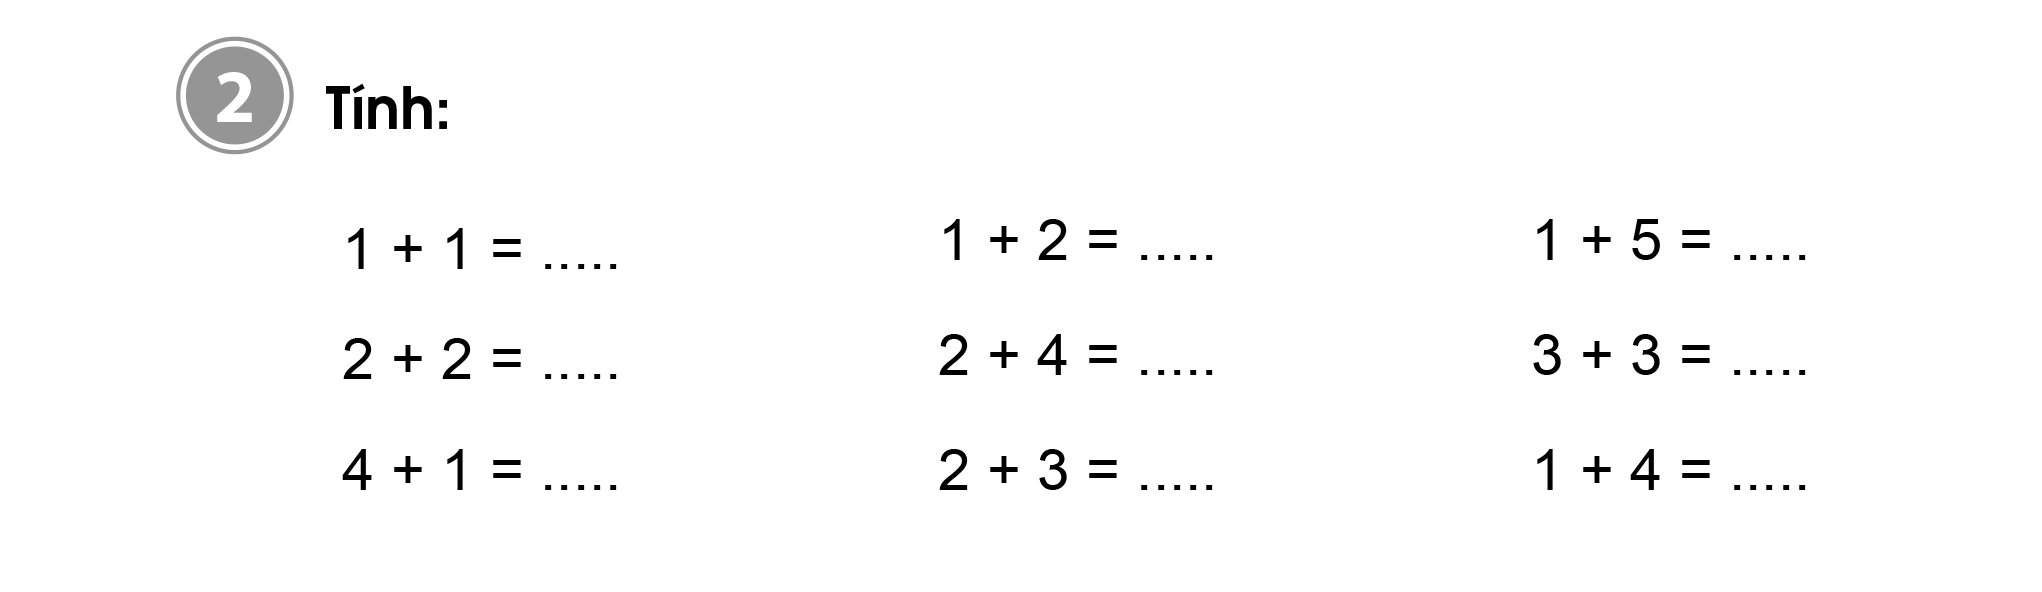 2 Tính:
1 + 1 = ..... 1 + 2 = ..... 1 + 5 = .....
2 + 2 = ..... 2 + 4 = ..... 3 + 3 = .....
4 + 1 = ..... 2 + 3 = ..... 1 + 4 = .....